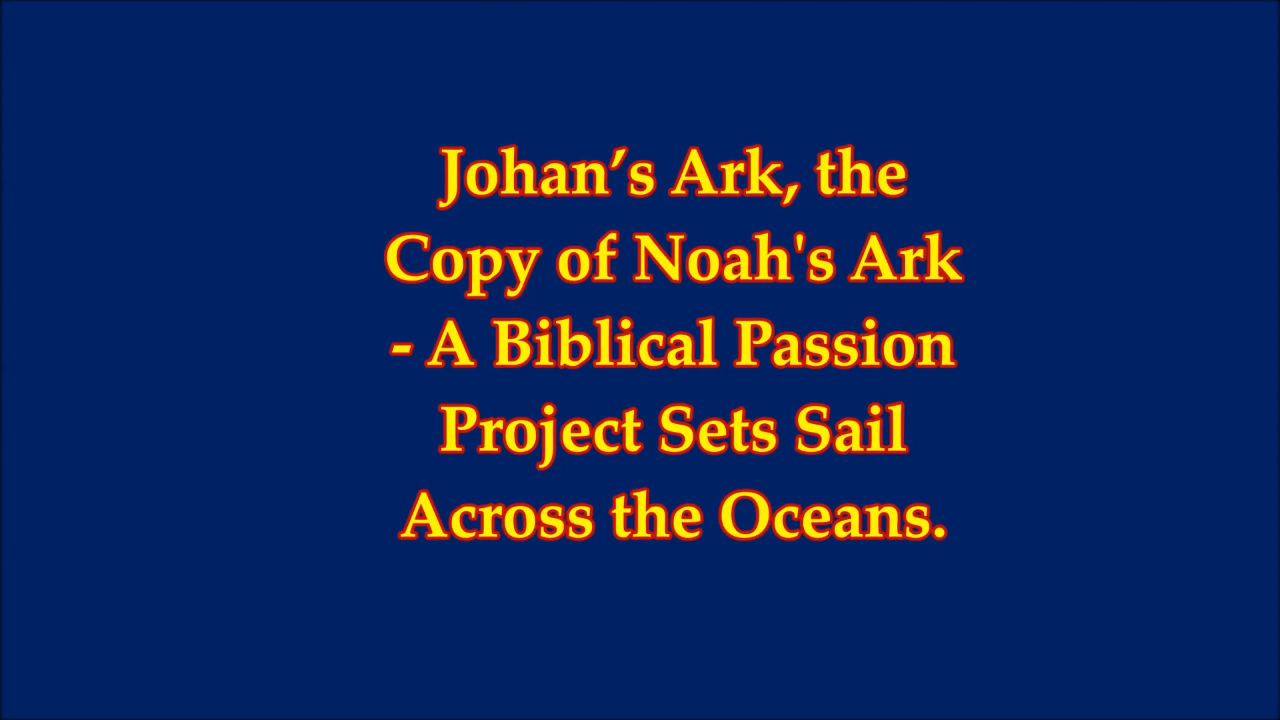 Johan’s Ark, the
Copy of Noah's Ark
- A Biblical Passion
Project Sets Sail
Across the Oceans.